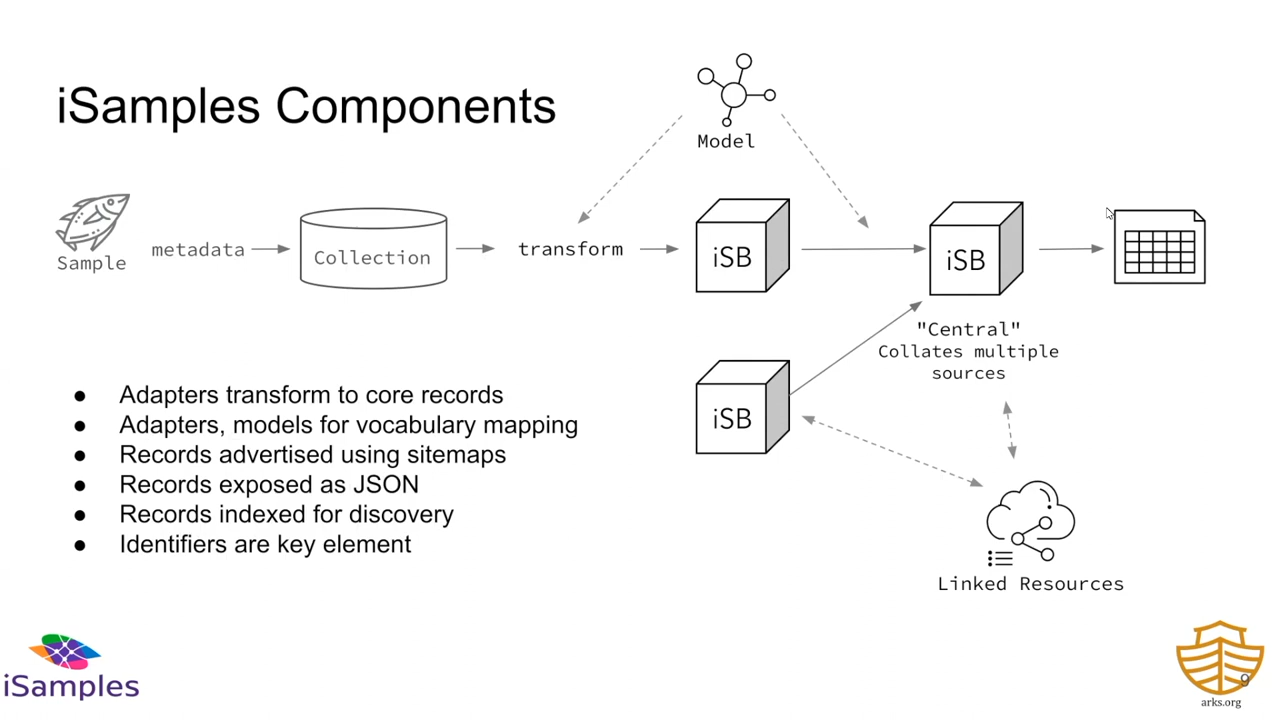 iSamples Components
Model
Sample
metadata
Collection
transform
iSB
iSB
"Central"
Collates multiple
sources
iSB
Linked Resources
● Adapters transform to core records
● Adapters, models for vocabulary mapping
● Records advertised using sitemaps
● Records exposed as JSON
● Records indexed for discovery
● Identifiers are key element
iSamples
9
arks.org